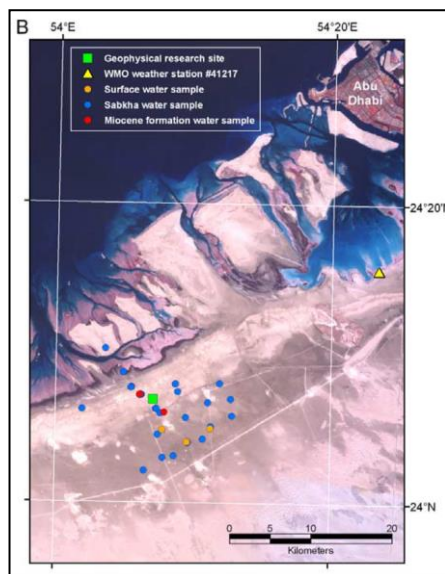 B
54°E
54°20'E
Geophysical research site
WMO weather station #41217
Surface water sample
Sabkha water sample
Miocene formation water sample
Abu
Dhabi
24°20'
24°N
0 5 10 20
Kilometers